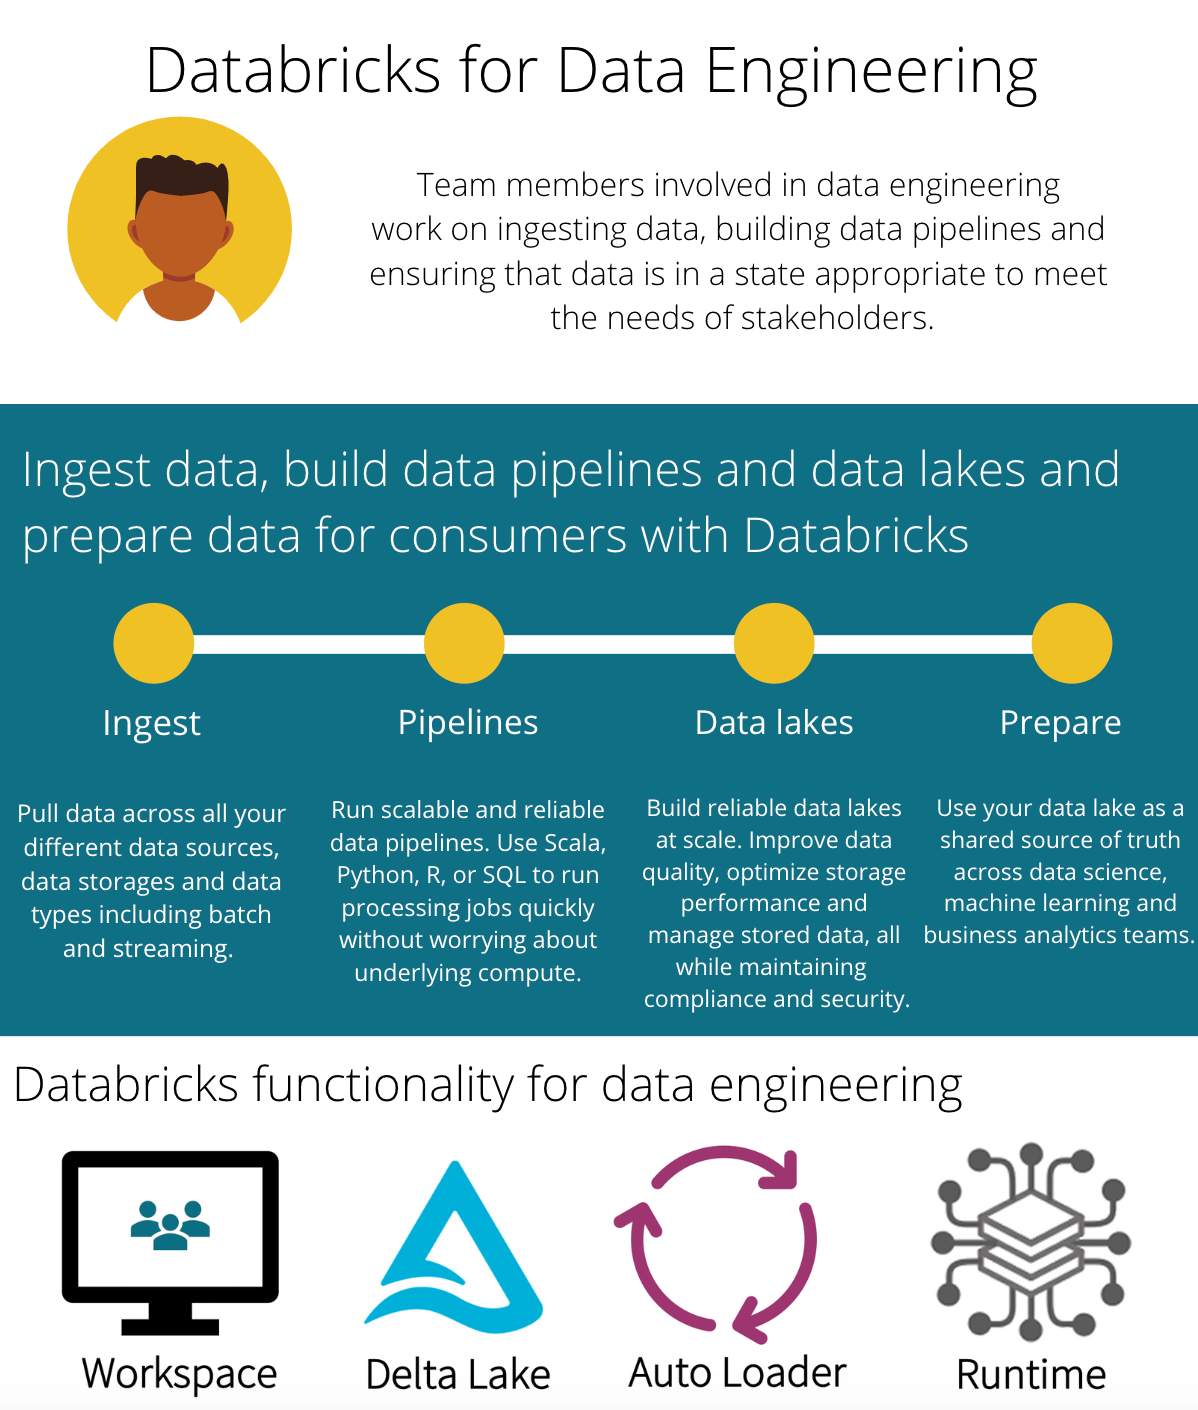 Databricks for Data Engineering
Team members involved in data engineering
work on ingesting data, building data pipelines and
ensuring that data is in a state appropriate to meet
the needs of stakeholders.
Ingest data, build data pipelines and data lakes and
prepare data for consumers with Databricks
Ingest
Pull data across all your
different data sources,
data storages and data
types including batch
and streaming.
Pipelines
Run scalable and reliable
data pipelines. Use Scala,
Python, R, or SQL to run
processing jobs quickly
without worrying about
underlying compute.
Data lakes
Build reliable data lakes
at scale. Improve data
quality, optimize storage
performance and
manage stored data, all
while maintaining
compliance and security.
Prepare
Use your data lake as a
shared source of truth
across data science,
machine learning and
business analytics teams.
Databricks functionality for data engineering
Workspace
Delta Lake
Auto Loader
Runtime